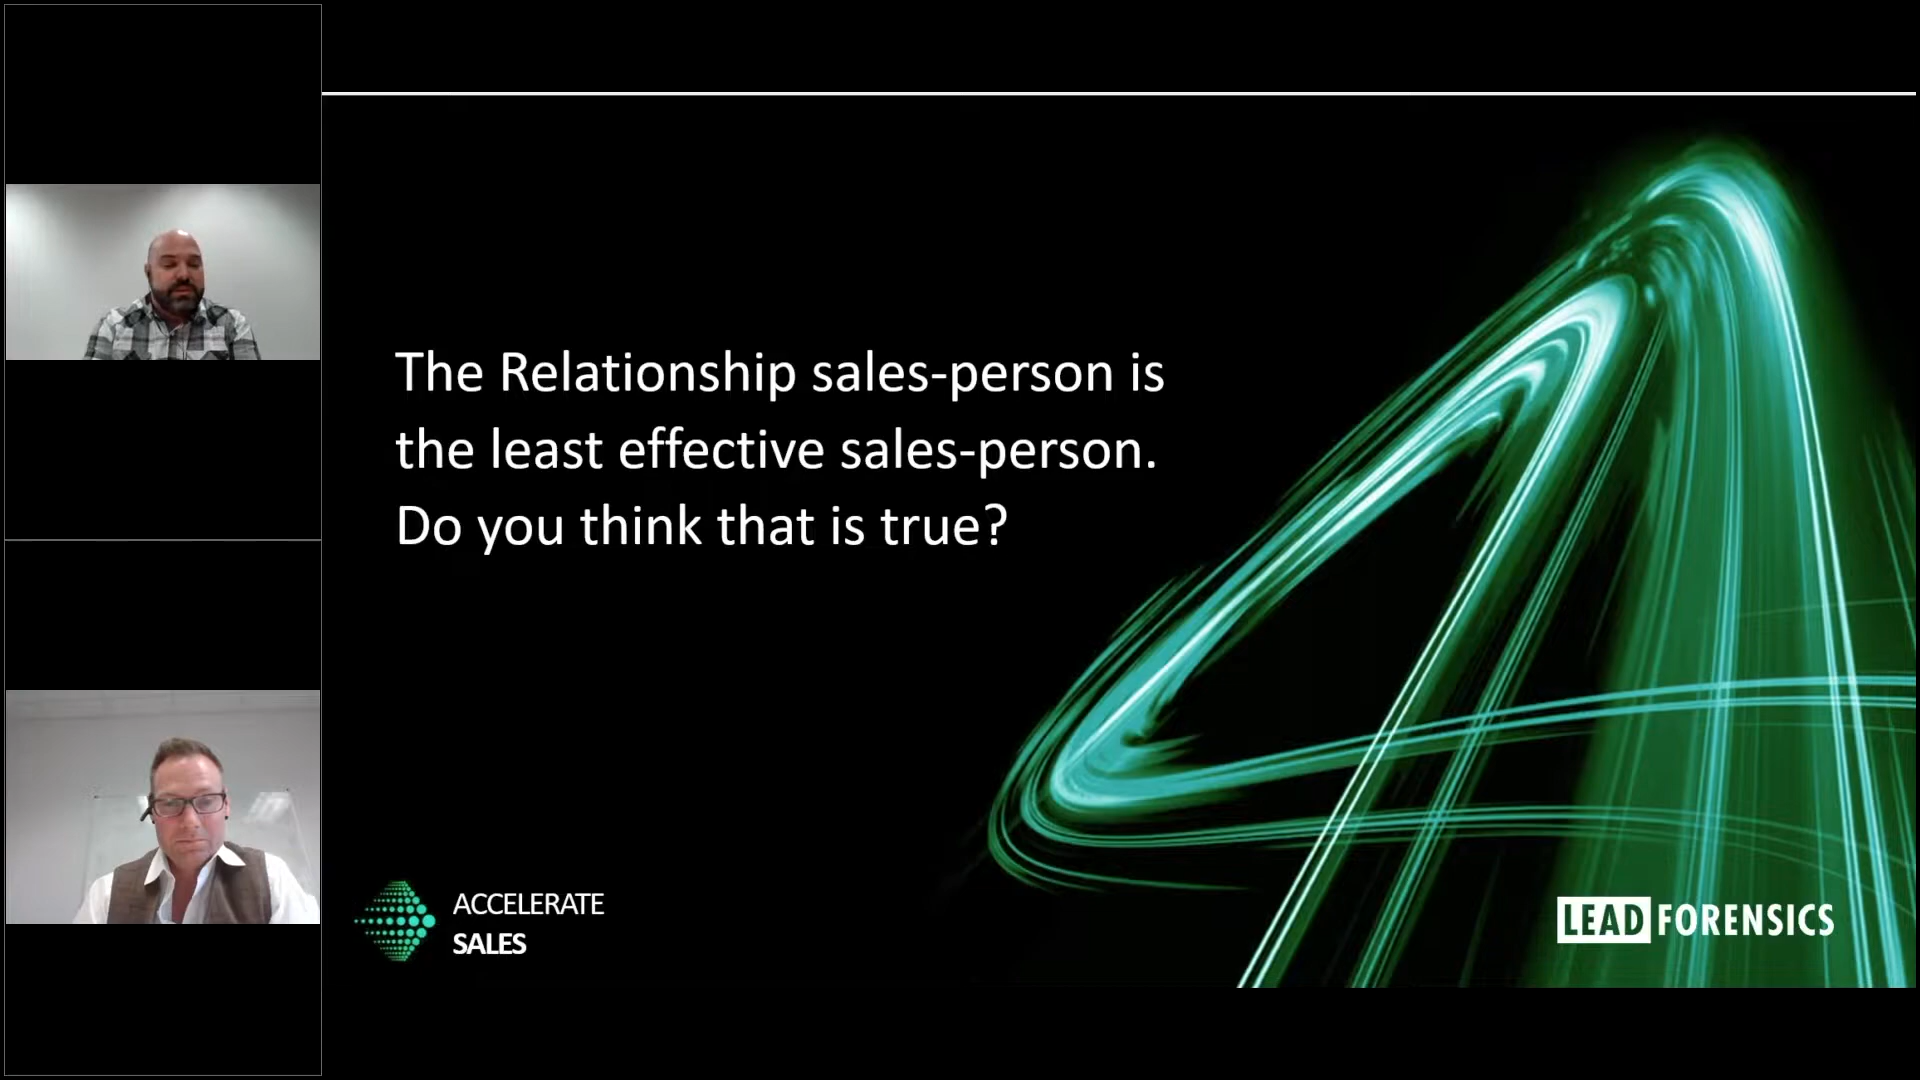 The Relationship sales-person is
the least effective sales-person.
Do you think that is true?
ACCELERATE
SALES
LEAD FORENSICS